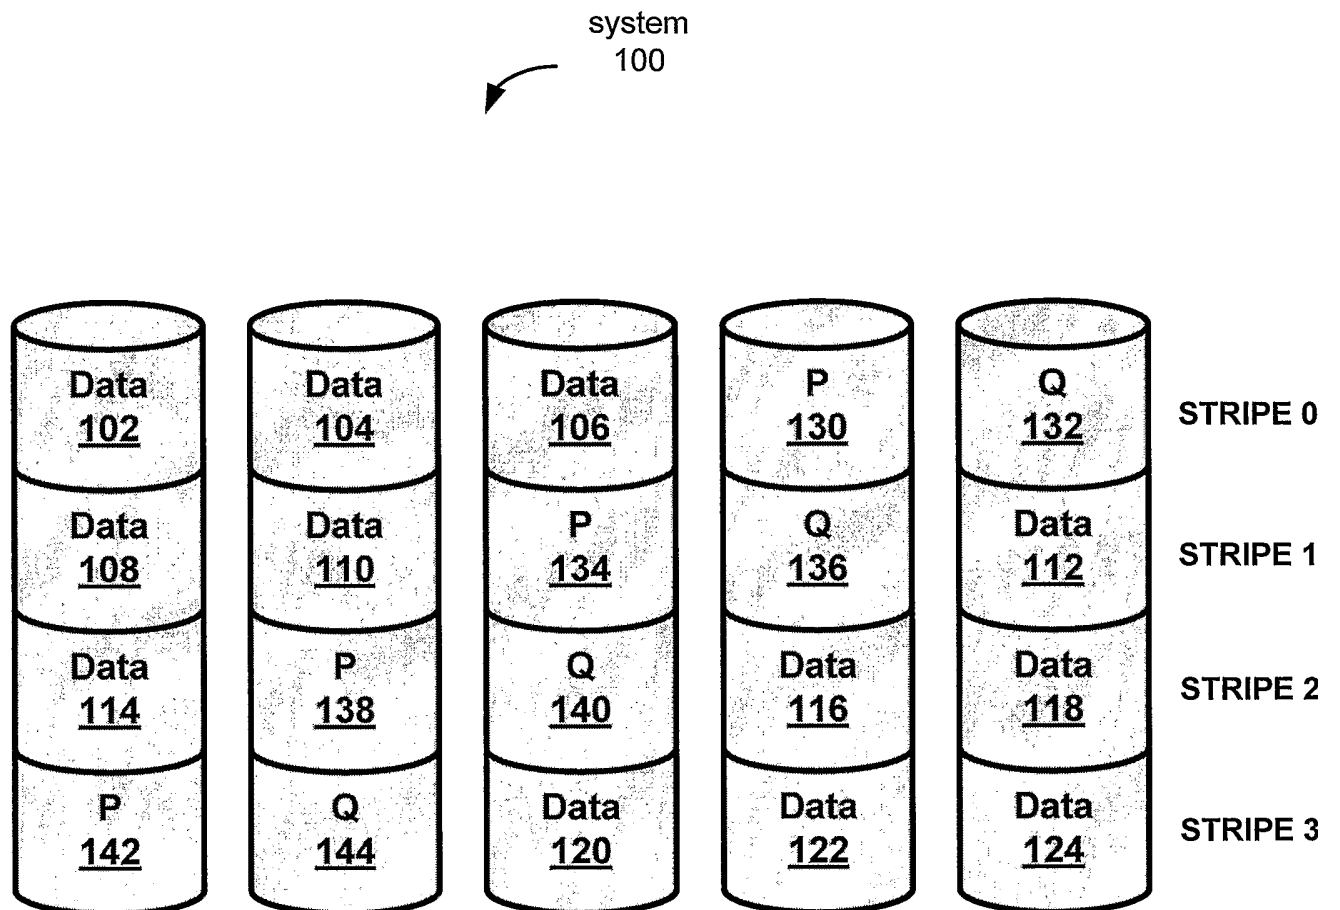 system
100
Data Data Data P Q
102 104 106 130 132 STRIPE 0
Data Data P Q Data
108 110 134 136 112 STRIPE 1
Data P Q Data Data
114 138 140 116 118 STRIPE 2
P Q Data Data Data
142 144 120 122 124 STRIPE 3